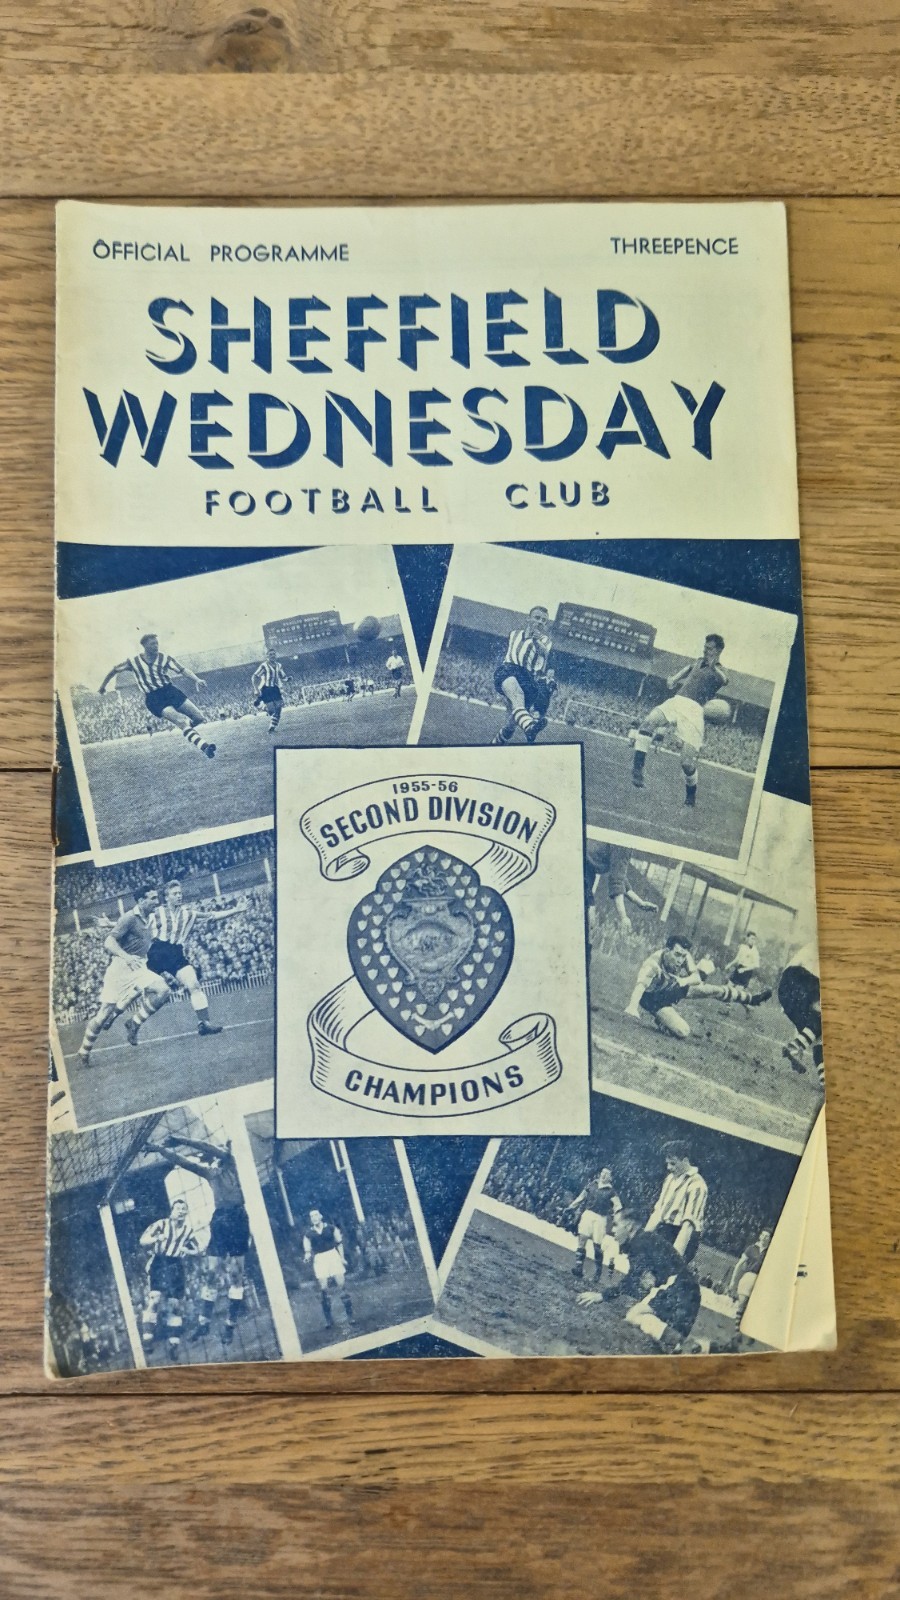 OFFICIAL PROGRAMME
THREEPENCE
SHEFFIELD
WEDNESDAY
FOOTBALL CLUB
1955-56
SECOND DIVISION
CHAMPIONS